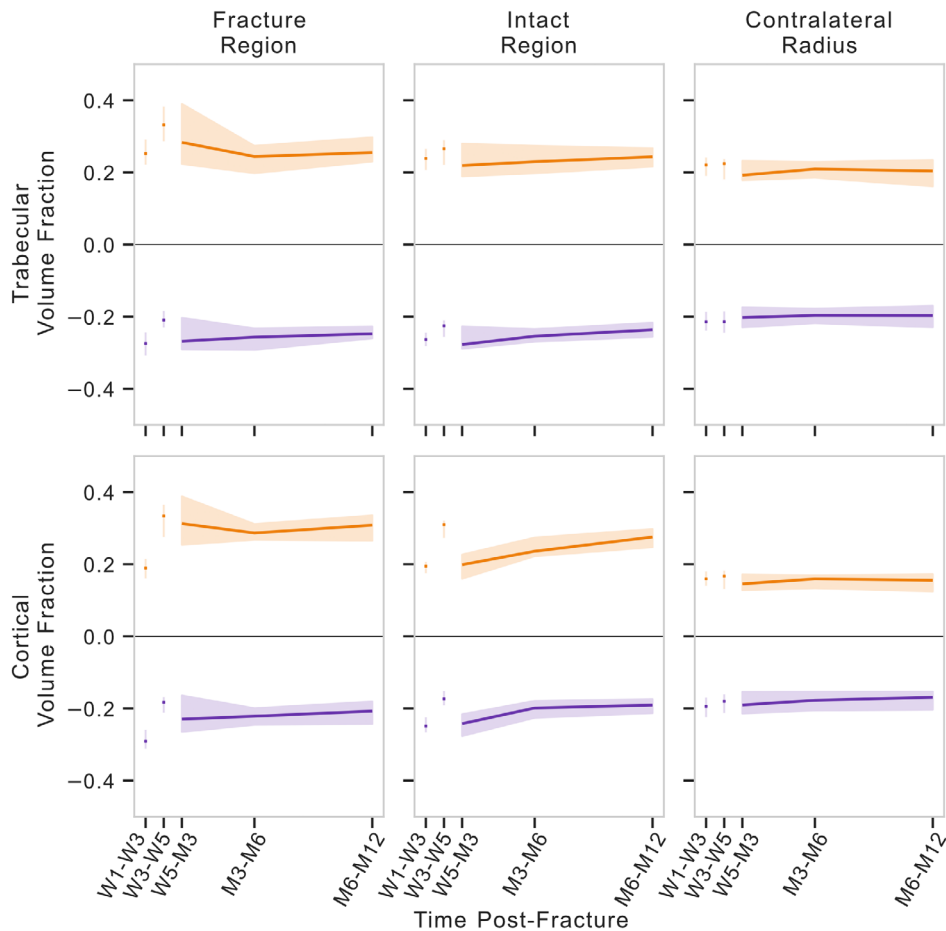 Fracture
Region
Intact
Region
Contralateral
Radius
Trabecular
Volume Fraction
0.4
0.2
0.0
−0.2
−0.4
Cortical
Volume Fraction
0.4
0.2
0.0
−0.2
−0.4
W1-W3
W3-W5
W5-M3
M3-M6
M6-M12
W1-W3
W3-W5
W5-M3
M3-M6
M6-M12
W1-W3
W3-W5
W5-M3
M3-M6
M6-M12
Time Post-Fracture